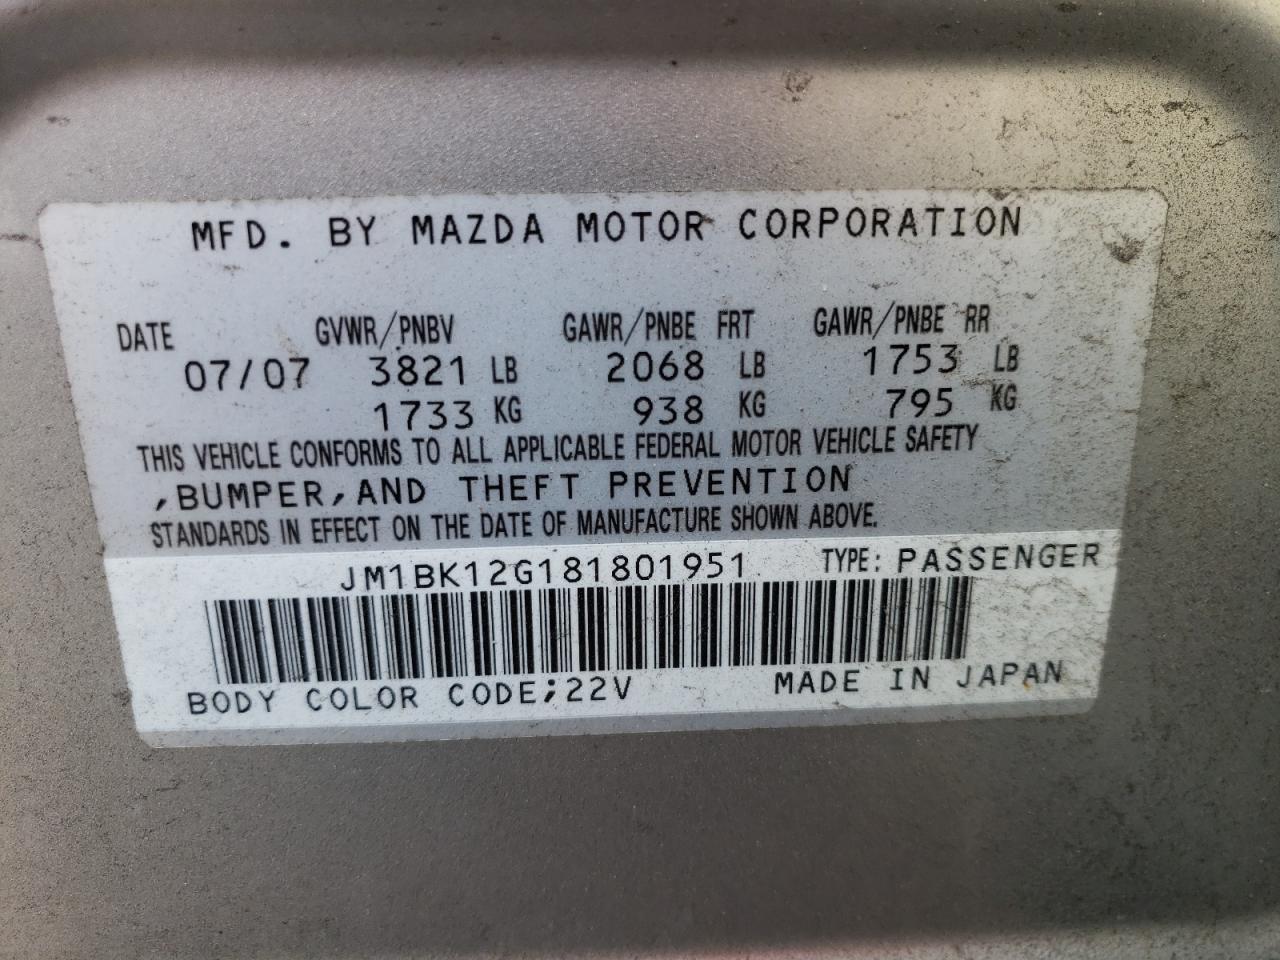 MFD. BY MAZDA MOTOR CORPORATION
DATE GVWR/PNBV GAWR/PNBE FRT GAWR/PNBE RR
07/07 3821 LB 2068 LB 1753 LB
1733 KG 938 KG 795 KG
THIS VEHICLE CONFORMS TO ALL APPLICABLE FEDERAL MOTOR VEHICLE SAFETY
,BUMPER,AND THEFT PREVENTION
STANDARDS IN EFFECT ON THE DATE OF MANUFACTURE SHOWN ABOVE.
JM1BK12G181801951 TYPE: PASSENGER
BODY COLOR CODE;22V MADE IN JAPAN